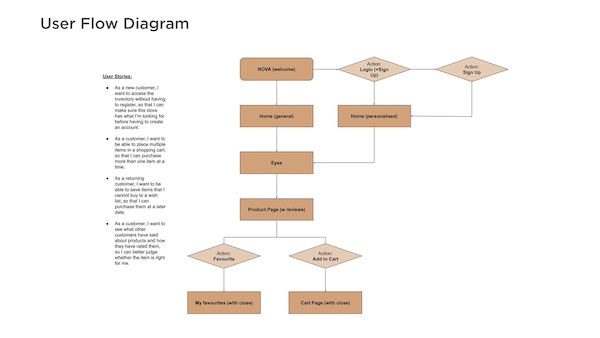 User Flow Diagram
User Stories:
As a new customer, I
want to access the
inventory without having
to register, so that I can
make sure this store
has what I'm looking for
before having to create
an account.
As a customer, I want to
be able to place multiple
items in a shopping cart,
so that I can purchase
more than one item at a
time.
As a returning
customer, I want to be
able to save items that I
cannot buy to a wish
list, so that I can
purchase them at a later
date.
As a customer, I want to
see what other
customers have said
about products and how
they have rated them,
so I can better judge
whether the item is right
for me.
NOVA (welcome)
Action:
Login (+Sign
Up)
Action:
Sign Up
Home (general)
Home (personalised)
Eyes
Product Page (w reviews)
Action:
Favourite
Action:
Add to Cart
My favourites (with close)
Cart Page (with close)